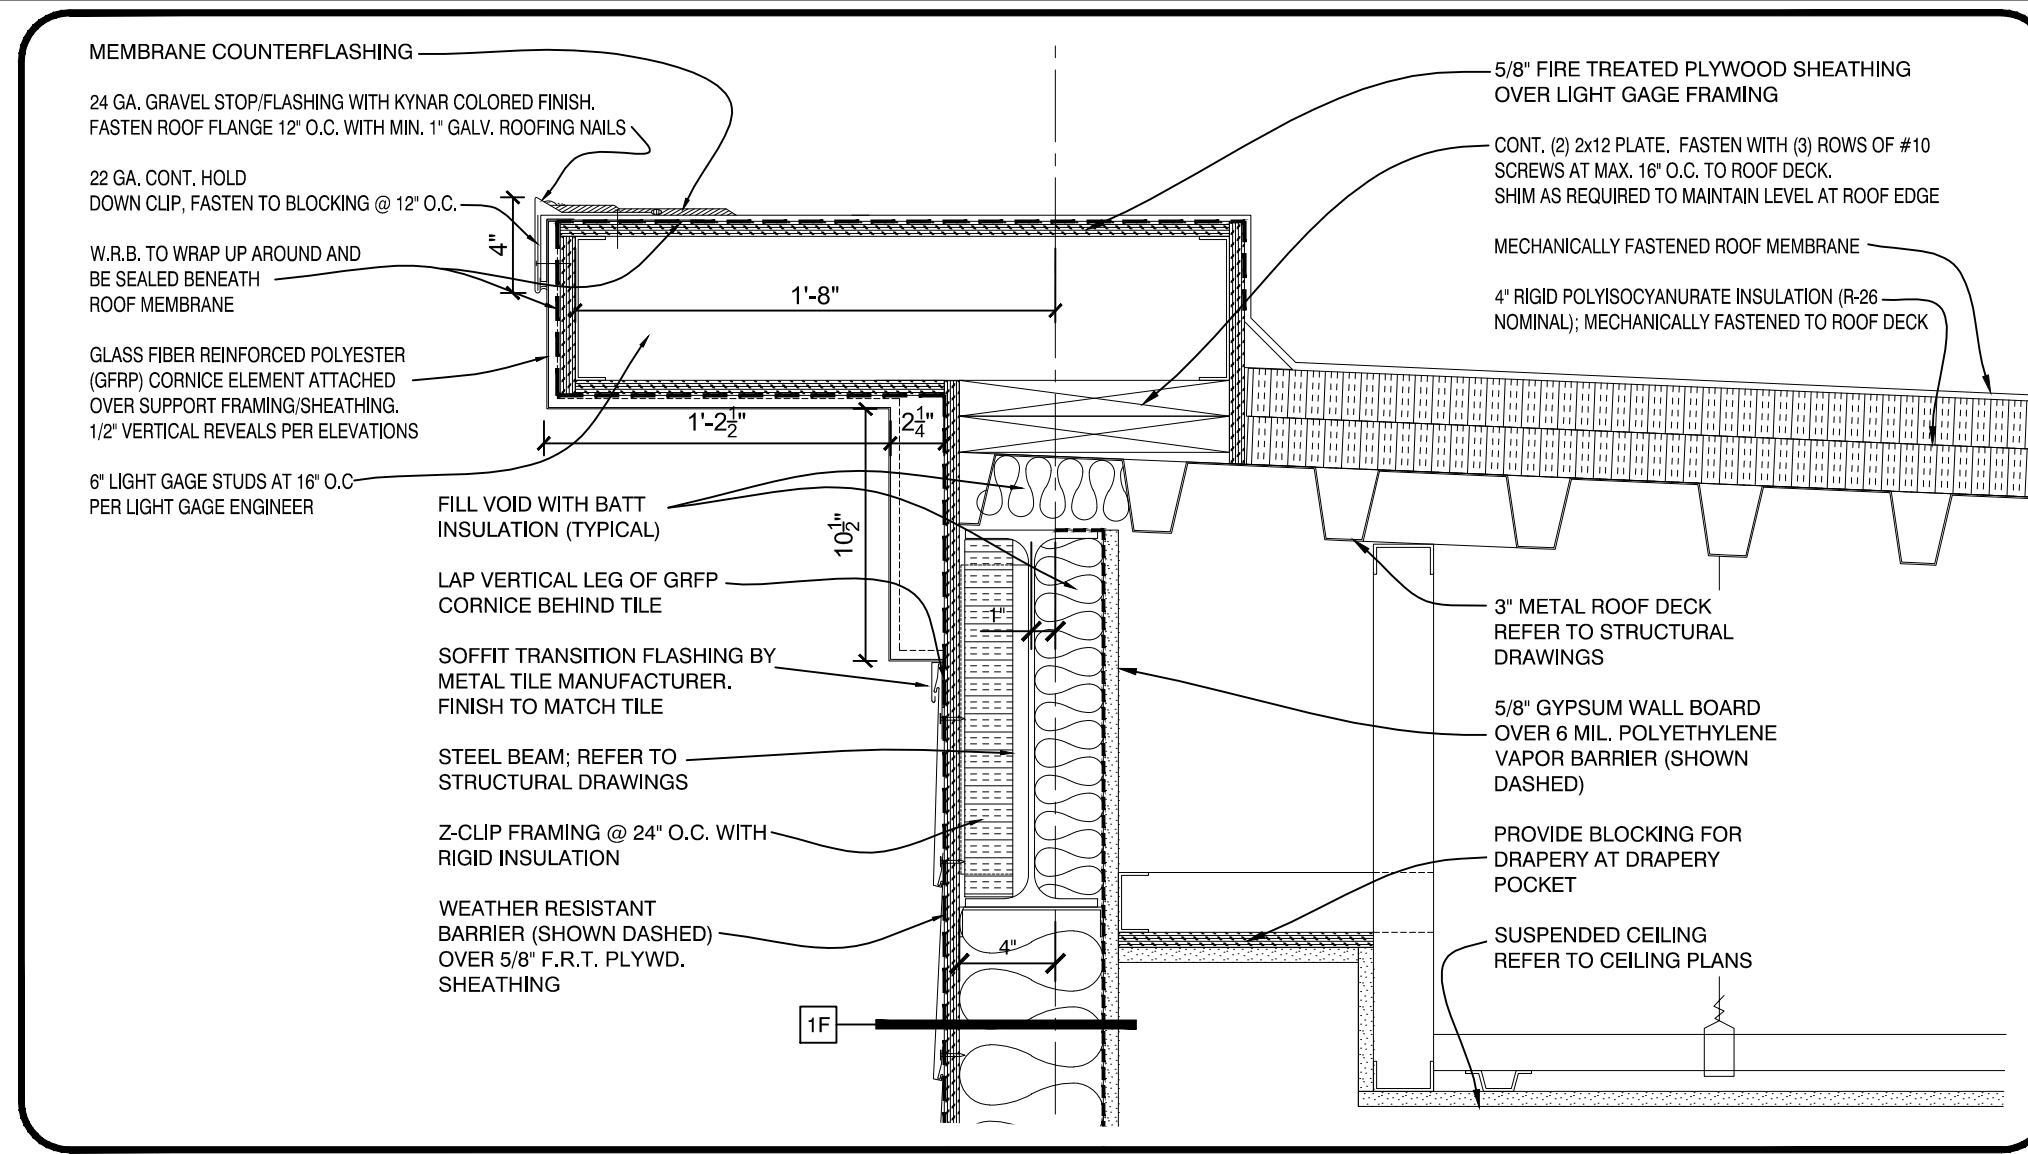 MEMBRANE COUNTERFLASHING
24 GA. GRAVEL STOP/FLASHING WITH KYNAR COLORED FINISH.
FASTEN ROOF FLANGE 12" O.C. WITH MIN. 1" GALV. ROOFING NAILS
22 GA. CONT. HOLD
DOWN CLIP, FASTEN TO BLOCKING @ 12" O.C.
W.R.B. TO WRAP UP AROUND AND
BE SEALED BENEATH
ROOF MEMBRANE
GLASS FIBER REINFORCED POLYESTER
(GFRP) CORNICE ELEMENT ATTACHED
OVER SUPPORT FRAMING/SHEATHING.
1/2" VERTICAL REVEALS PER ELEVATIONS
6" LIGHT GAGE STUDS AT 16" O.C
PER LIGHT GAGE ENGINEER
4"
1'-8"
1'-2 1/2"
2 1/4"
10 1/2"
1"
4"
FILL VOID WITH BATT
INSULATION (TYPICAL)
LAP VERTICAL LEG OF GRFP
CORNICE BEHIND TILE
SOFFIT TRANSITION FLASHING BY
METAL TILE MANUFACTURER.
FINISH TO MATCH TILE
STEEL BEAM; REFER TO
STRUCTURAL DRAWINGS
Z-CLIP FRAMING @ 24" O.C. WITH
RIGID INSULATION
WEATHER RESISTANT
BARRIER (SHOWN DASHED)
OVER 5/8" F.R.T. PLYWD.
SHEATHING
1F
5/8" FIRE TREATED PLYWOOD SHEATHING
OVER LIGHT GAGE FRAMING
CONT. (2) 2x12 PLATE. FASTEN WITH (3) ROWS OF #10
SCREWS AT MAX. 16" O.C. TO ROOF DECK.
SHIM AS REQUIRED TO MAINTAIN LEVEL AT ROOF EDGE
MECHANICALLY FASTENED ROOF MEMBRANE
4" RIGID POLYISOCYANURATE INSULATION (R-26
NOMINAL); MECHANICALLY FASTENED TO ROOF DECK
3" METAL ROOF DECK
REFER TO STRUCTURAL
DRAWINGS
5/8" GYPSUM WALL BOARD
OVER 6 MIL. POLYETHYLENE
VAPOR BARRIER (SHOWN
DASHED)
PROVIDE BLOCKING FOR
DRAPERY AT DRAPERY
POCKET
SUSPENDED CEILING
REFER TO CEILING PLANS